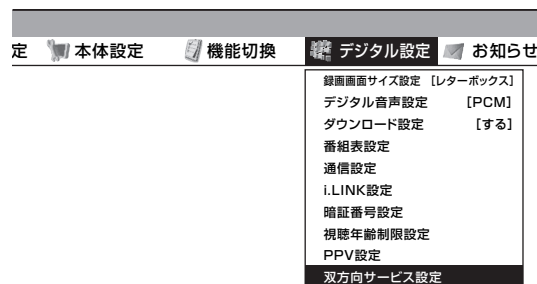 定 本体設定 機能切換 デジタル設定 お知らせ
録画画面サイズ設定 [レターボックス]
デジタル音声設定 [PCM]
ダウンロード設定 [する]
番組表設定
通信設定
i.LINK設定
暗証番号設定
視聴年齢制限設定
PPV設定
双方向サービス設定